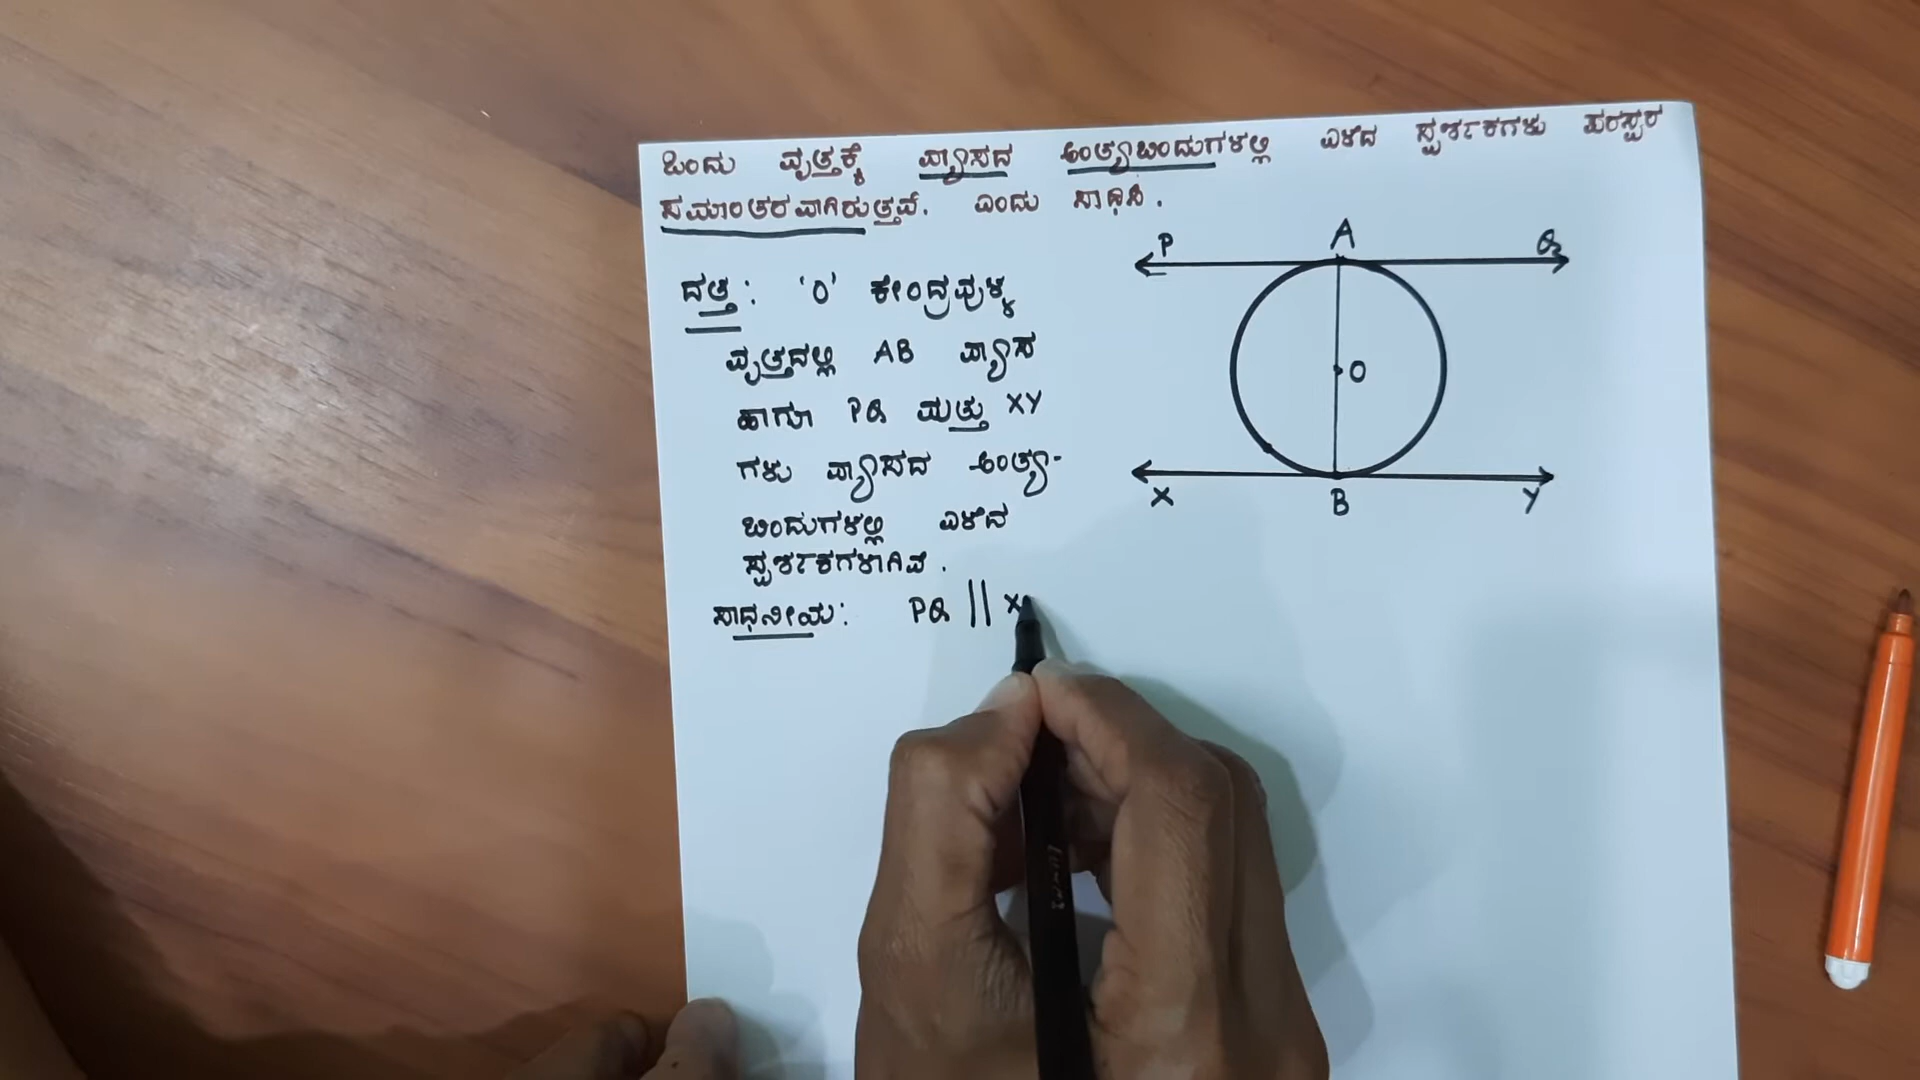 ಒಂದು ವೃತ್ತಕ್ಕೆ ವ್ಯಾಸದ ಅಂತ್ಯಬಿಂದುಗಳಲ್ಲಿ ಎಳೆದ ಸ್ಪರ್ಶಕಗಳು ಪರಸ್ಪರ
ಸಮಾಂತರವಾಗಿರುತ್ತವೆ. ಎಂದು ಸಾಧಿಸಿ.
ದತ್ತ: 'O' ಕೇಂದ್ರವುಳ್ಳ
ವೃತ್ತದಲ್ಲಿ AB ವ್ಯಾಸ
ಹಾಗೂ PQ ಮತ್ತು XY
ಗಳು ವ್ಯಾಸದ ಅಂತ್ಯ-
ಬಿಂದುಗಳಲ್ಲಿ ಎಳೆದ
ಸ್ಪರ್ಶಕಗಳಾಗಿವೆ.
ಸಾಧನೀಯ: PQ || X
P A Q
O
X B Y